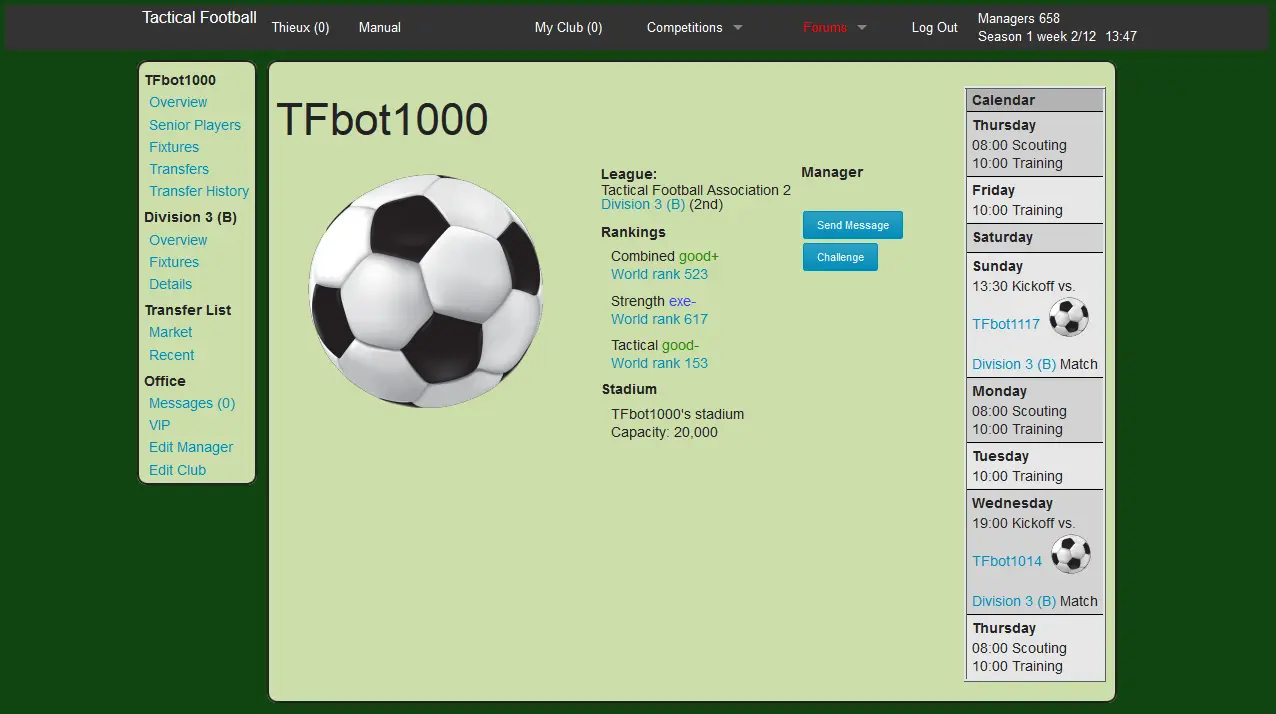 Tactical Football
Thieux (0)
Manual
My Club (0)
Competitions
Forums
Log Out
Managers 658
Season 1 week 2/12 13:47
TFbot1000
Overview
Senior Players
Fixtures
Transfers
Transfer History
Division 3 (B)
Overview
Fixtures
Details
Transfer List
Market
Recent
Office
Messages (0)
VIP
Edit Manager
Edit Club
TFbot1000
League:
Tactical Football Association 2
Division 3 (B) (2nd)
Rankings
Combined good+
World rank 523
Strength exe-
World rank 617
Tactical good-
World rank 153
Stadium
TFbot1000's stadium
Capacity: 20,000
Manager
Send Message
Challenge
Calendar
Thursday
08:00 Scouting
10:00 Training
Friday
10:00 Training
Saturday
Sunday
13:30 Kickoff vs.
TFbot1117
Division 3 (B) Match
Monday
08:00 Scouting
10:00 Training
Tuesday
10:00 Training
Wednesday
19:00 Kickoff vs.
TFbot1014
Division 3 (B) Match
Thursday
08:00 Scouting
10:00 Training